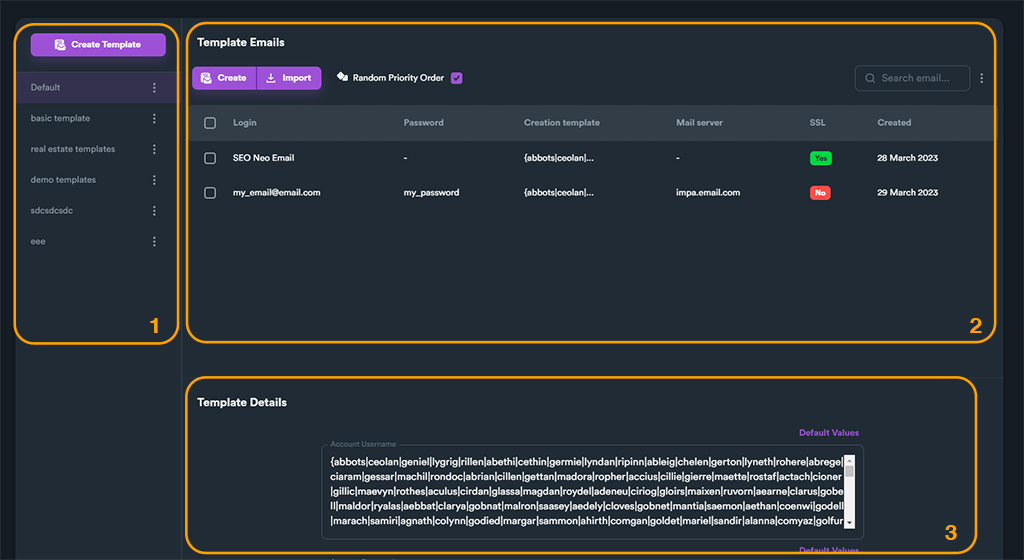 Create Template
Default
basic template
real estate templates
demo templates
sdcsdcsdc
eee
1
Template Emails
Create Import Random Priority Order Search email...
Login Password Creation template Mail server SSL Created
SEO Neo Email - {abbots|ceolan|... - Yes 28 March 2023
my_email@email.com my_password {abbots|ceolan|... impa.email.com No 29 March 2023
2
Template Details
Default Values
Account Username
{abbots|ceolan|geniel|lygrig|rillen|abethi|cethin|germie|lyndan|ripinn|ableig|chelen|gerton|lyneth|rohere|abrege|
ciaram|gessar|machil|rondoc|abrian|cillen|gettan|madora|ropher|accius|cillie|gierre|maette|rostaf|actach|cioner
|gillic|maevyn|rothes|aculus|cirdan|glassa|magdan|roydel|adeneu|ciriog|gloirs|maixen|ruvorn|aearne|clarus|gobe
ll|maldor|ryalas|aebbat|clarya|gobnat|malron|saasay|aedely|cloves|gobnet|mantia|saemon|aethan|coenwi|godell
|marach|samiri|agnath|colynn|godied|margar|sammon|ahirth|comgan|goldet|mariel|sandir|alanna|comyaz|golfur
3
Default Values